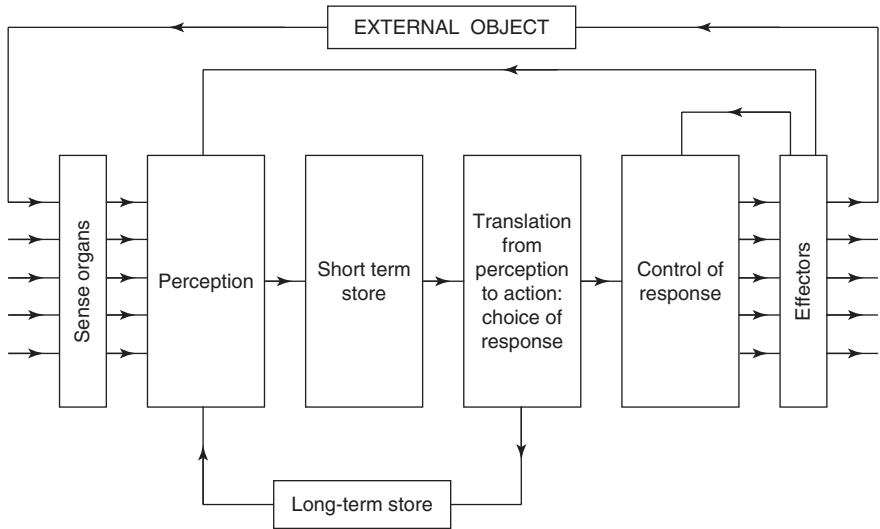 EXTERNAL OBJECT
Sense organs
Perception
Short term
store
Translation
from
perception
to action:
choice of
response
Control of
response
Effectors
Long-term store